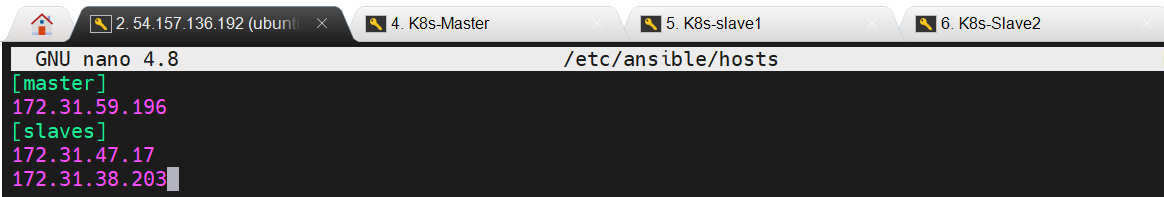 2. 54.157.136.192 (ubuntu
4. K8s-Master
5. K8s-slave1
6. K8s-Slave2
GNU nano 4.8 /etc/ansible/hosts
[master]
172.31.59.196
[slaves]
172.31.47.17
172.31.38.203